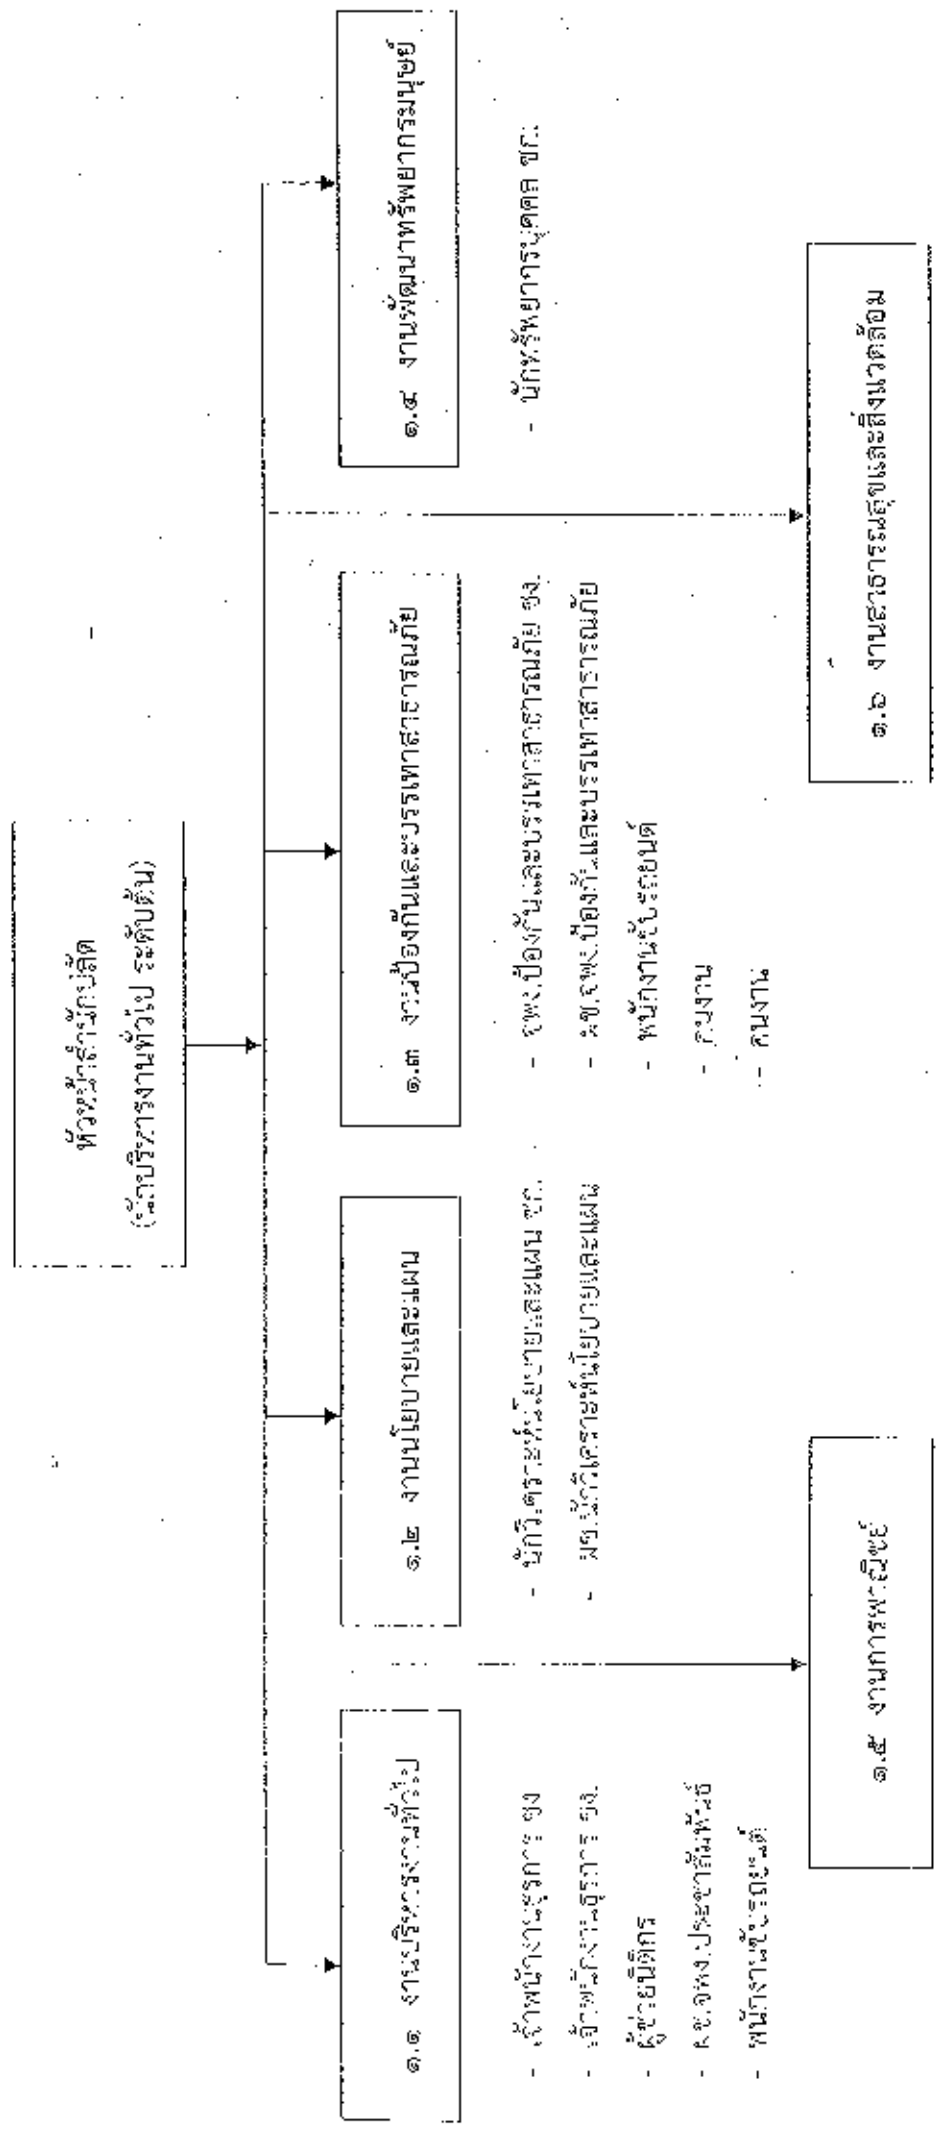 หัวหน้าสำนักปลัด
(นักบริหารงานทั่วไป ระดับต้น)
๑.๑ งานบริหารงานทั่วไป
- เจ้าพนักงานธุรการ ชง
- เจ้าพนักงานธุรการ ชง.
- ผู้ช่วยนิติกร
- ผช.จพง.ประชาสัมพันธ์
- พนักงานขับรถยนต์
๑.๒ งานนโยบายและแผน
- นักวิเคราะห์นโยบายและแผน ชก.
- ผช.นักวิเคราะห์นโยบายและแผน
๑.๓ งานป้องกันและบรรเทาสาธารณภัย
- จพง.ป้องกันและบรรเทาสาธารณภัย ชง.
- ผช.จพง.ป้องกันและบรรเทาสาธารณภัย
- พนักงานขับรถยนต์
- คนงาน
- คนงาน
๑.๔ งานพัฒนาทรัพยากรมนุษย์
- นักทรัพยากรบุคคล ชก.
๑.๕ งานการพาณิชย์
๑.๖ งานสาธารณสุขและสิ่งแวดล้อม